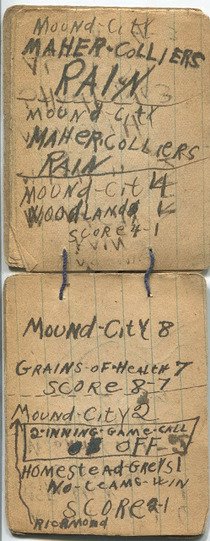 MOUND-CITY
MAHER-COLLIERS
RAIN
MOUND CITY
MAHER COLLIERS
RAIN
MOUND-CIT 4
WOODLAND
SCORE 4-1
MOUND-CITY 8
GRAINS-OF-HEALTH 7
SCORE 8-7
MOUND-CITY 2
2-INNING-GAME-CALL
OFF
HOMESTEAD-GREYS 1
NO-TEAMS-WIN
SCORE 2-1
RICHMOND